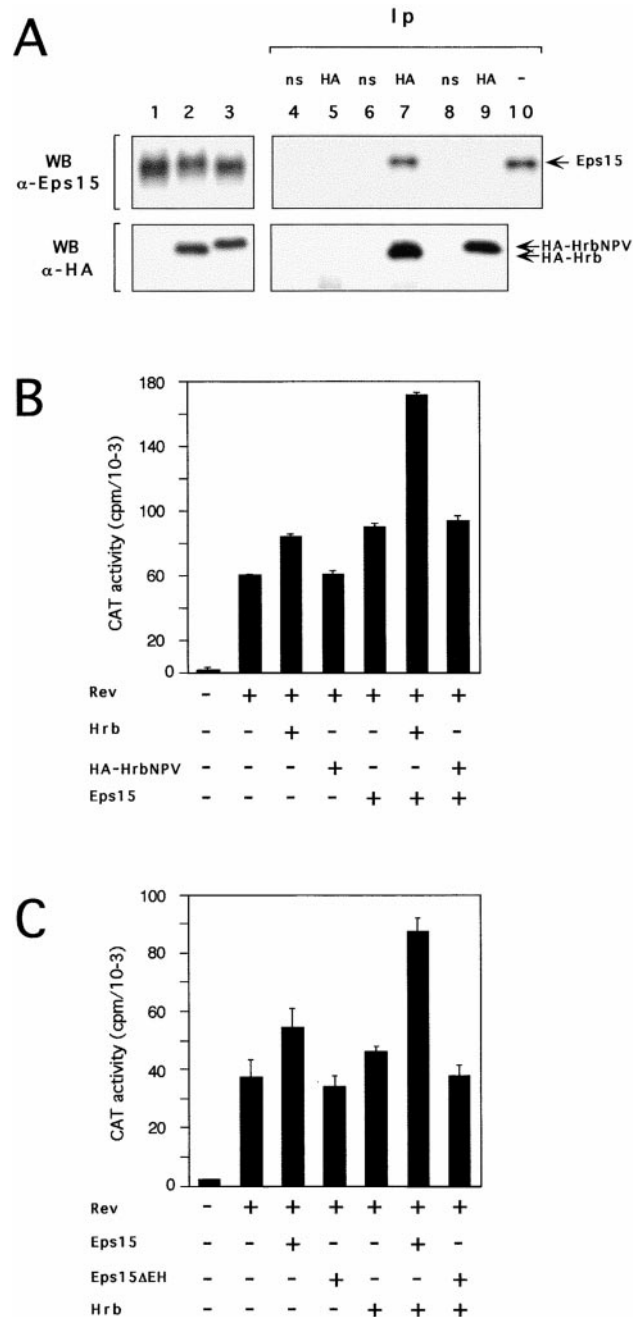 A
Ip
ns HA ns HA ns HA -
1 2 3 4 5 6 7 8 9 10
WB
α-Eps15
Eps15
WB
α-HA
HA-HrbNPV
HA-Hrb
B
CAT activity (cpm/10-3)
180
140
100
60
20
0
Rev - + + + + + +
Hrb - - + - - + -
HA-HrbNPV - - - + - - +
Eps15 - - - - + + +
C
CAT activity (cpm/10-3)
100
80
60
40
20
0
Rev - + + + + + +
Eps15 - - + - - + -
Eps15ΔEH - - - + - - +
Hrb - - - - + + +